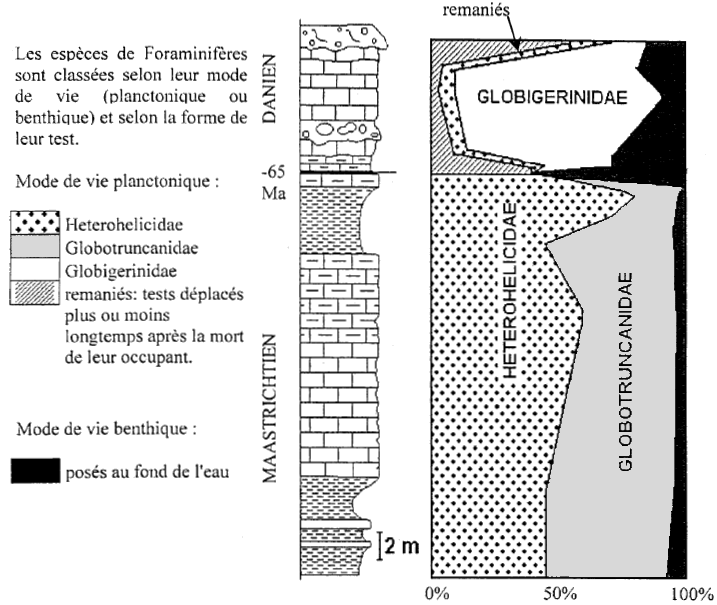 remaniés
Les espèces de Foraminifères
sont classées selon leur mode
de vie (planctonique ou
benthique) et selon la forme de
leur test.
Mode de vie planctonique :
Heterohelicidae
Globotruncanidae
Globigerinidae
remaniés: tests déplacés
plus ou moins
longtemps après la mort
de leur occupant.
Mode de vie benthique :
posés au fond de l'eau
DANIEN
-65
Ma
MAASTRICHTIEN
2 m
GLOBIGERINIDAE
HETEROHELICIDAE
GLOBOTRUNCANIDAE
0% 50% 100%